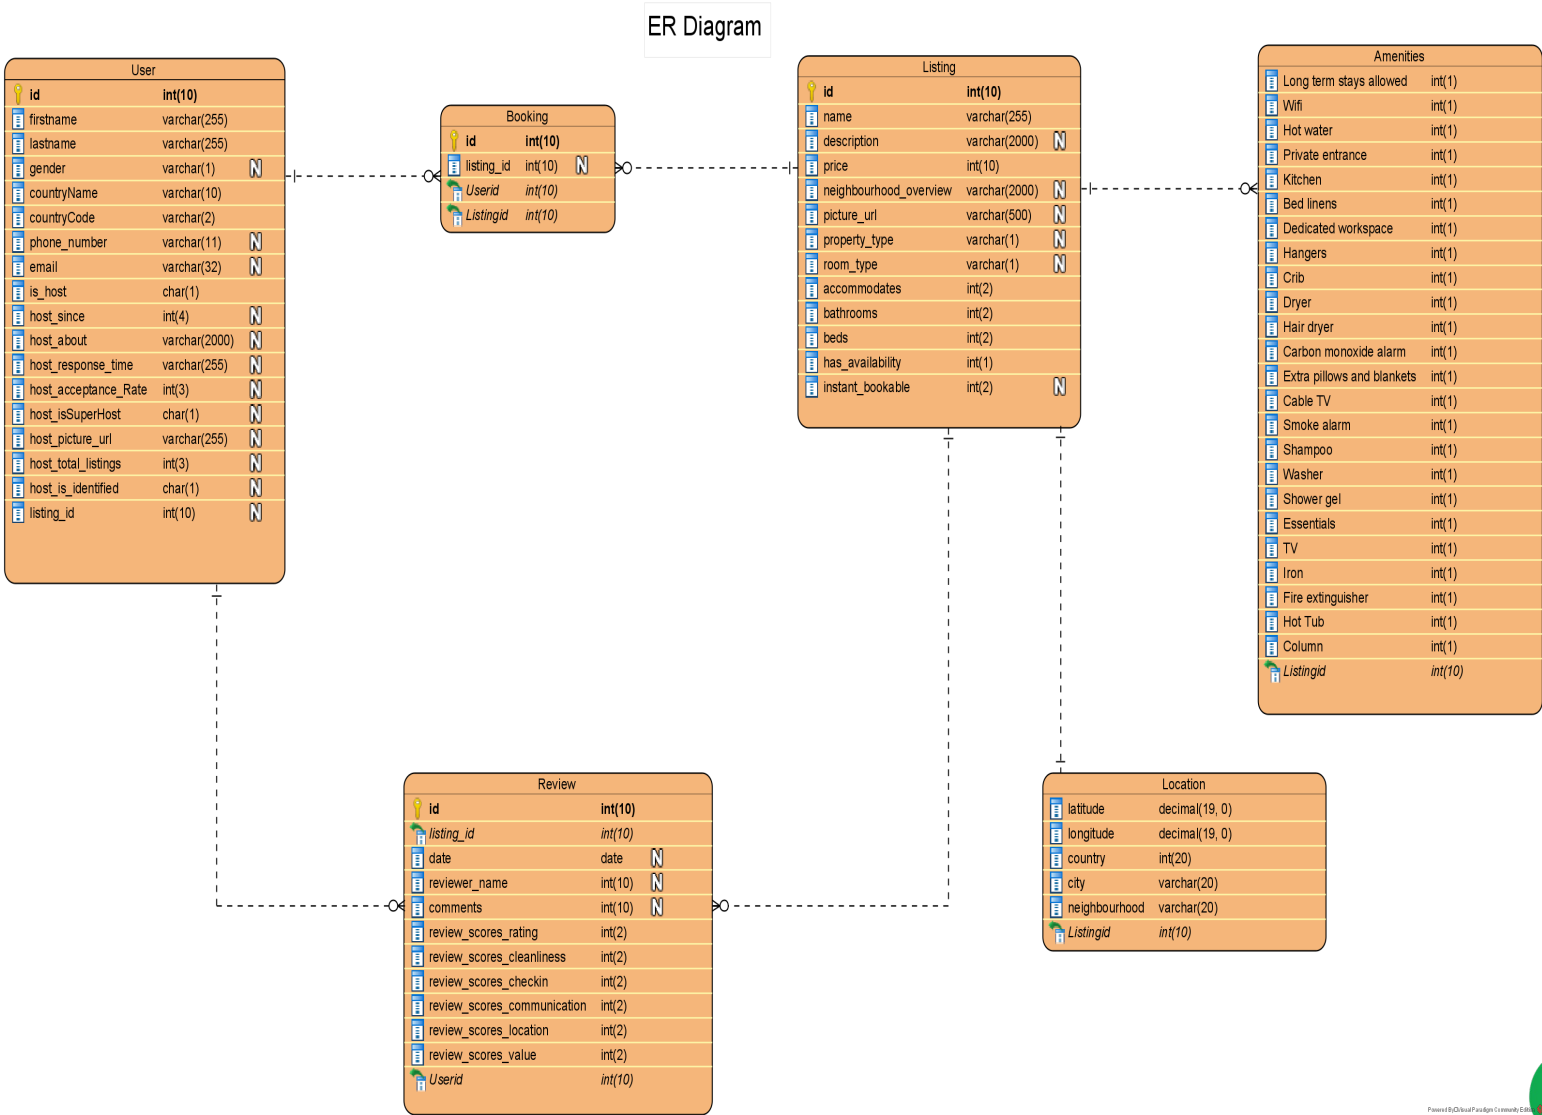 ER Diagram
User
id int(10)
firstname varchar(255)
lastname varchar(255)
gender varchar(1) N
countryName varchar(10)
countryCode varchar(2)
phone_number varchar(11) N
email varchar(32) N
is_host char(1)
host_since int(4) N
host_about varchar(2000) N
host_response_time varchar(255) N
host_acceptance_Rate int(3) N
host_isSuperHost char(1) N
host_picture_url varchar(255) N
host_total_listings int(3) N
host_is_identified char(1) N
listing_id int(10) N
Booking
id int(10)
listing_id int(10) N
Userid int(10)
Listingid int(10)
Listing
id int(10)
name varchar(255)
description varchar(2000) N
price int(10)
neighbourhood_overview varchar(2000) N
picture_url varchar(500) N
property_type varchar(1) N
room_type varchar(1) N
accommodates int(2)
bathrooms int(2)
beds int(2)
has_availability int(1)
instant_bookable int(2) N
Amenities
Long term stays allowed int(1)
Wifi int(1)
Hot water int(1)
Private entrance int(1)
Kitchen int(1)
Bed linens int(1)
Dedicated workspace int(1)
Hangers int(1)
Crib int(1)
Dryer int(1)
Hair dryer int(1)
Carbon monoxide alarm int(1)
Extra pillows and blankets int(1)
Cable TV int(1)
Smoke alarm int(1)
Shampoo int(1)
Washer int(1)
Shower gel int(1)
Essentials int(1)
TV int(1)
Iron int(1)
Fire extinguisher int(1)
Hot Tub int(1)
Column int(1)
Listingid int(10)
Review
id int(10)
listing_id int(10)
date date N
reviewer_name int(10) N
comments int(10) N
review_scores_rating int(2)
review_scores_cleanliness int(2)
review_scores_checkin int(2)
review_scores_communication int(2)
review_scores_location int(2)
review_scores_value int(2)
Userid int(10)
Location
latitude decimal(19, 0)
longitude decimal(19, 0)
country int(20)
city varchar(20)
neighbourhood varchar(20)
Listingid int(10)
Powered By Visual Paradigm Community Edition